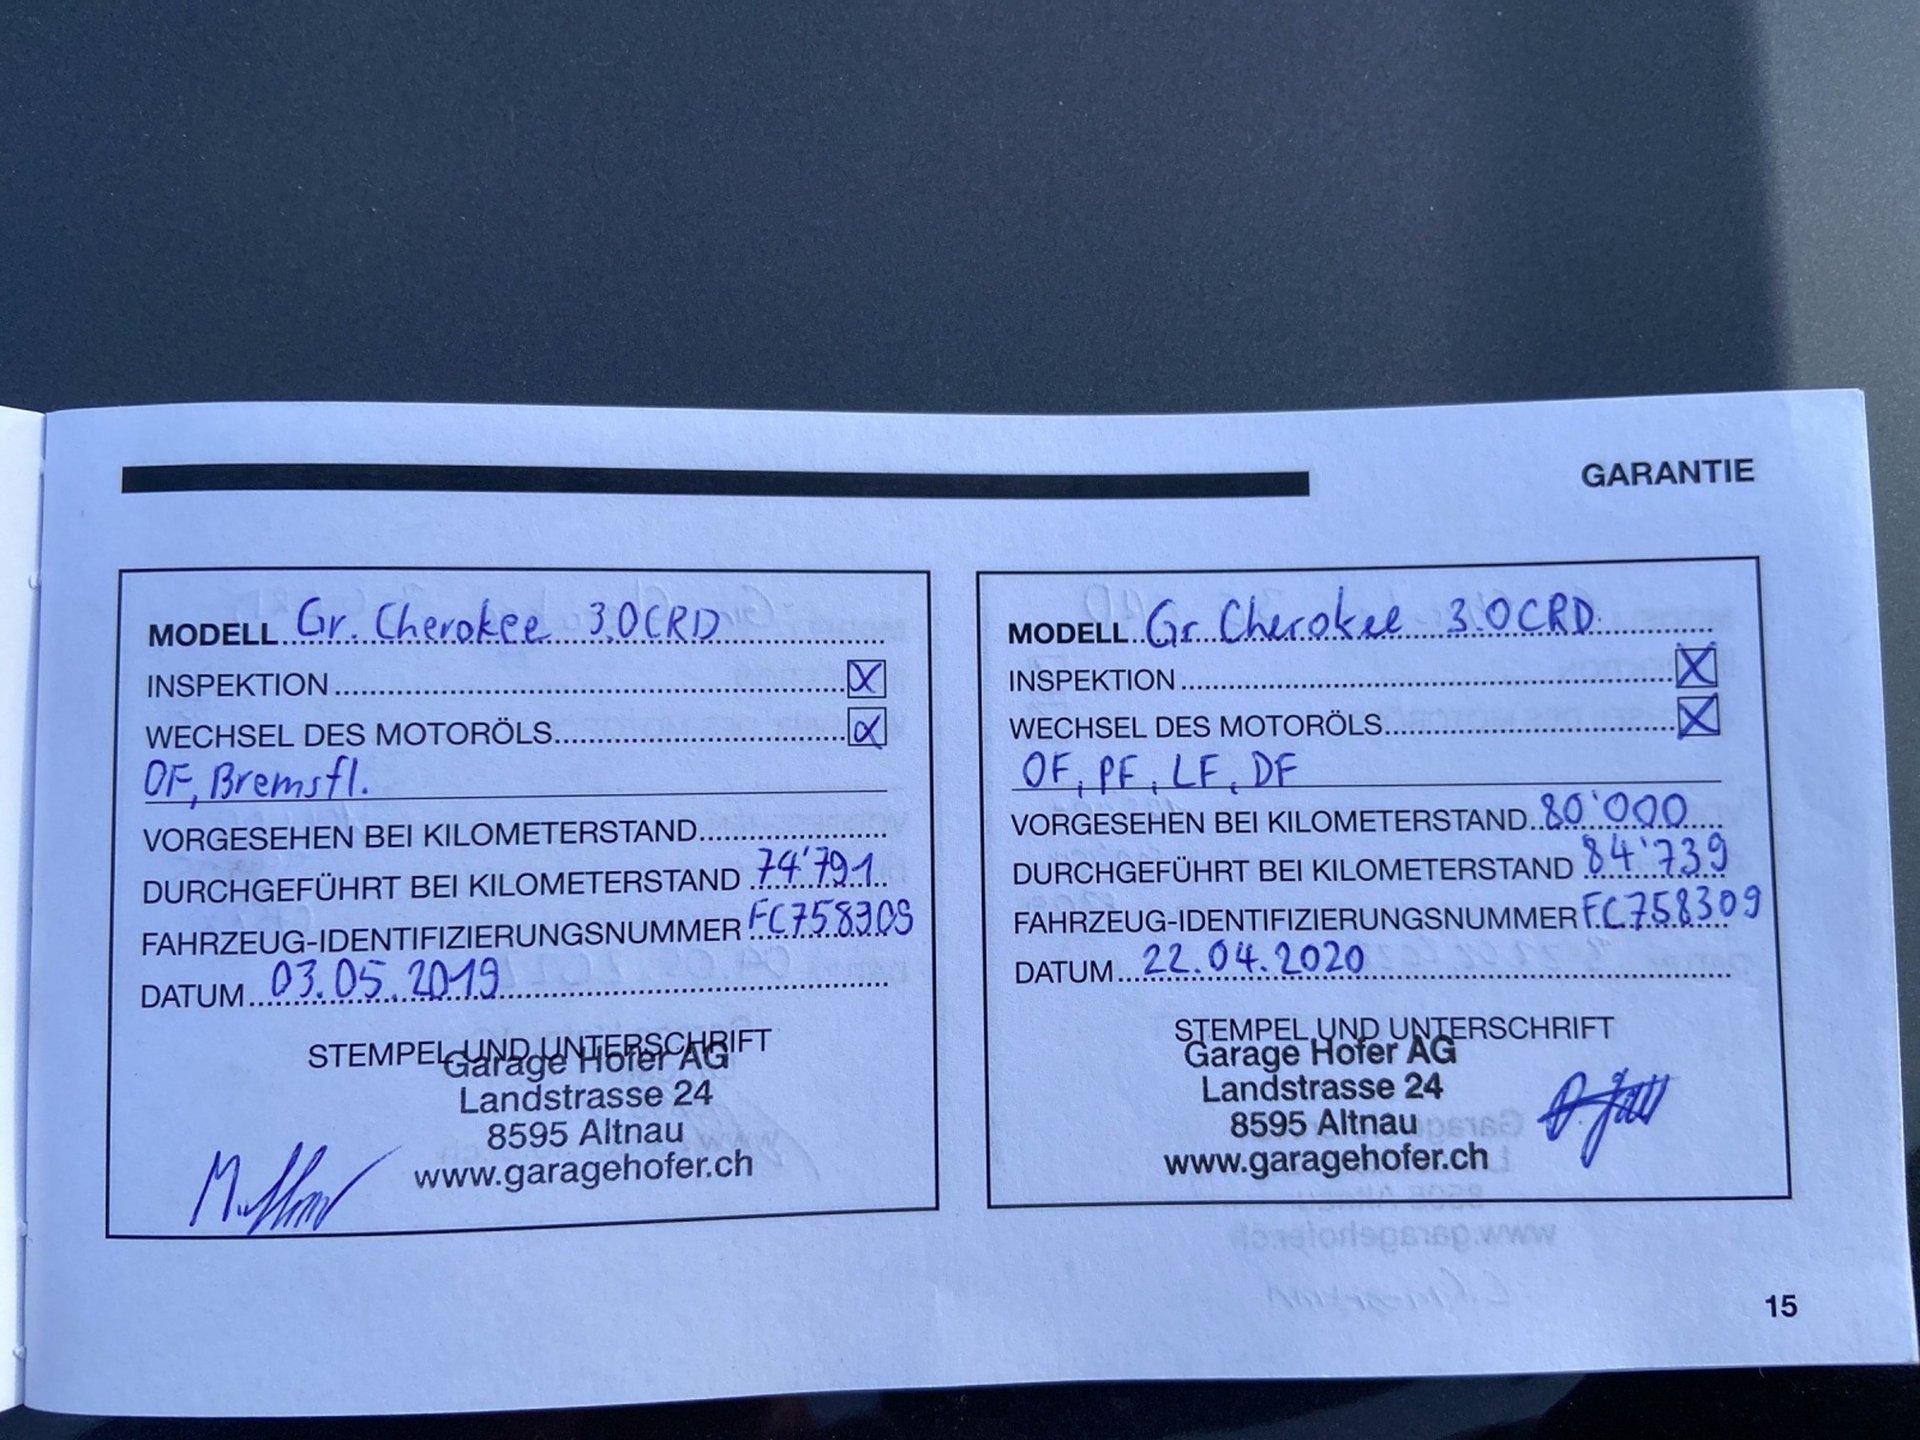 GARANTIE
MODELL Gr. Cherokee 3.0CRD
INSPEKTION X
WECHSEL DES MOTORÖLS X
OF, Bremsfl.
VORGESEHEN BEI KILOMETERSTAND
DURCHGEFÜHRT BEI KILOMETERSTAND 74'791
FAHRZEUG-IDENTIFIZIERUNGSNUMMER FC758309
DATUM 03.05.2019
STEMPEL UND UNTERSCHRIFT
Garage Hofer AG
Landstrasse 24
8595 Altnau
www.garagehofer.ch
MODELL Gr Cherokee 3.0CRD
INSPEKTION X
WECHSEL DES MOTORÖLS X
OF, PF, LF, DF
VORGESEHEN BEI KILOMETERSTAND 80'000
DURCHGEFÜHRT BEI KILOMETERSTAND 84'739
FAHRZEUG-IDENTIFIZIERUNGSNUMMER FC758309
DATUM 22.04.2020
STEMPEL UND UNTERSCHRIFT
Garage Hofer AG
Landstrasse 24
8595 Altnau
www.garagehofer.ch
15